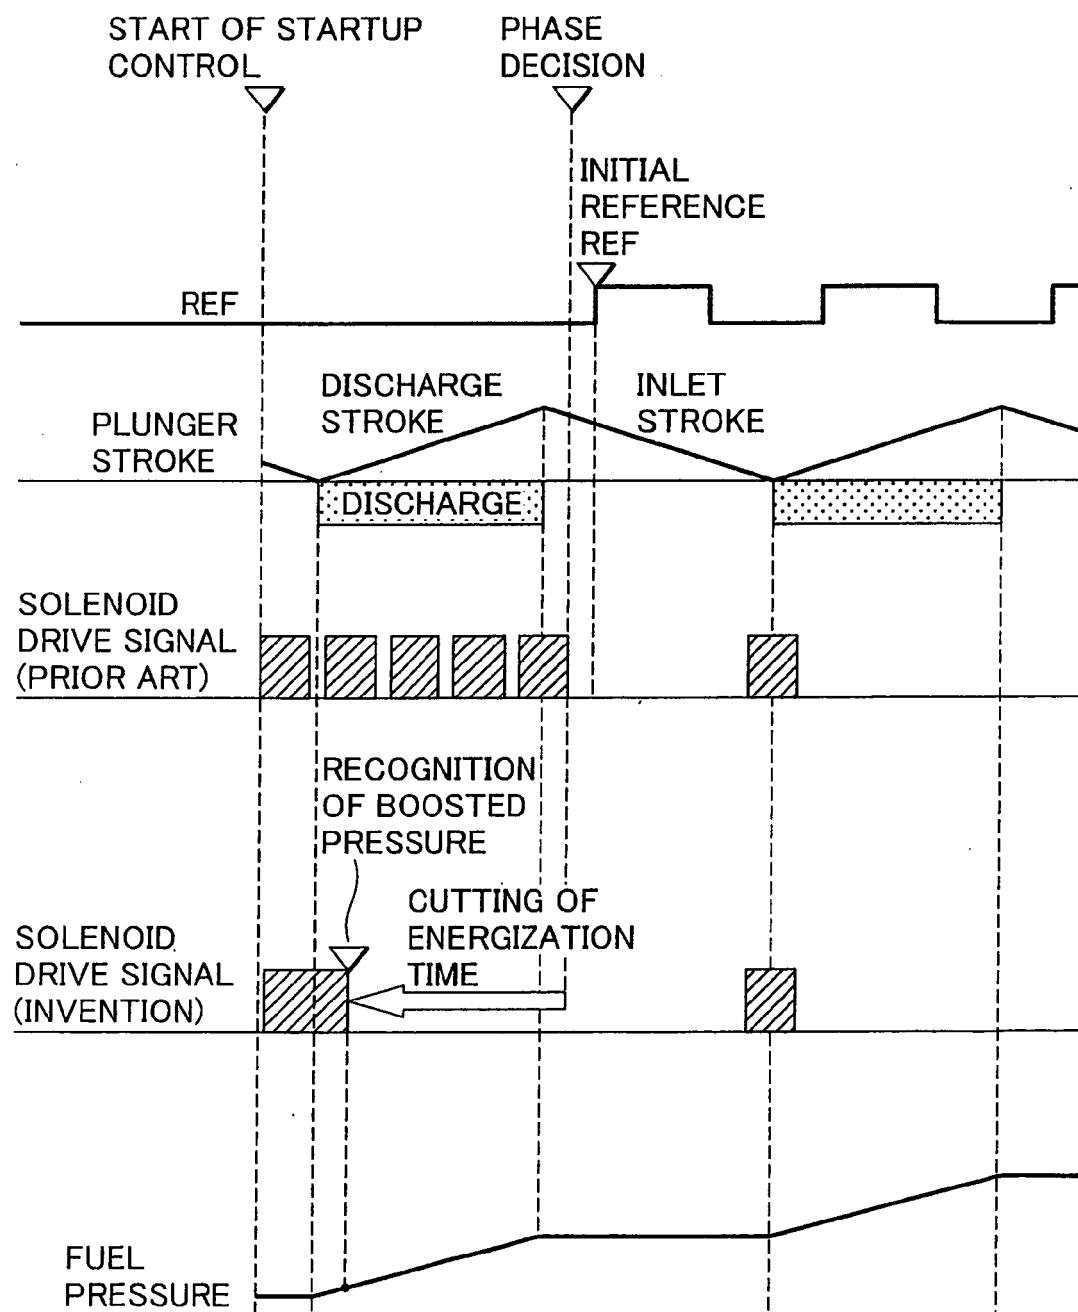 START OF STARTUP
CONTROL
PHASE
DECISION
INITIAL
REFERENCE
REF
REF
DISCHARGE
STROKE
INLET
STROKE
PLUNGER
STROKE
DISCHARGE
SOLENOID
DRIVE SIGNAL
(PRIOR ART)
RECOGNITION
OF BOOSTED
PRESSURE
CUTTING OF
ENERGIZATION
TIME
SOLENOID
DRIVE SIGNAL
(INVENTION)
FUEL
PRESSURE